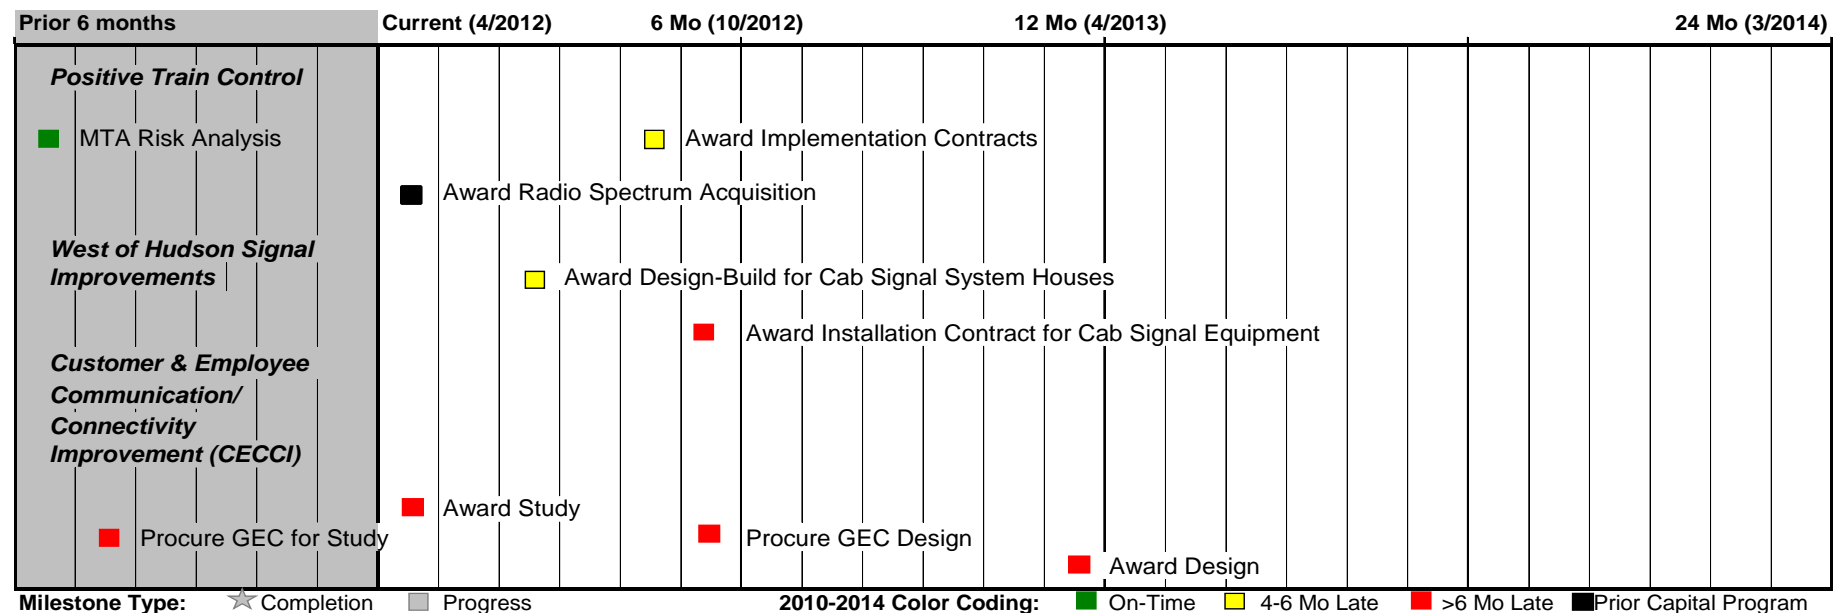 Prior 6 months Current (4/2012) 6 Mo (10/2012) 12 Mo (4/2013) 24 Mo (3/2014)
Positive Train Control
MTA Risk Analysis Award Implementation Contracts
Award Radio Spectrum Acquisition
West of Hudson Signal
Improvements Award Design-Build for Cab Signal System Houses
Award Installation Contract for Cab Signal Equipment
Customer & Employee
Communication/
Connectivity
Improvement (CECCI)
Award Study
Procure GEC for Study Procure GEC Design
Award Design
Milestone Type: Completion Progress 2010-2014 Color Coding: On-Time 4-6 Mo Late >6 Mo Late Prior Capital Program